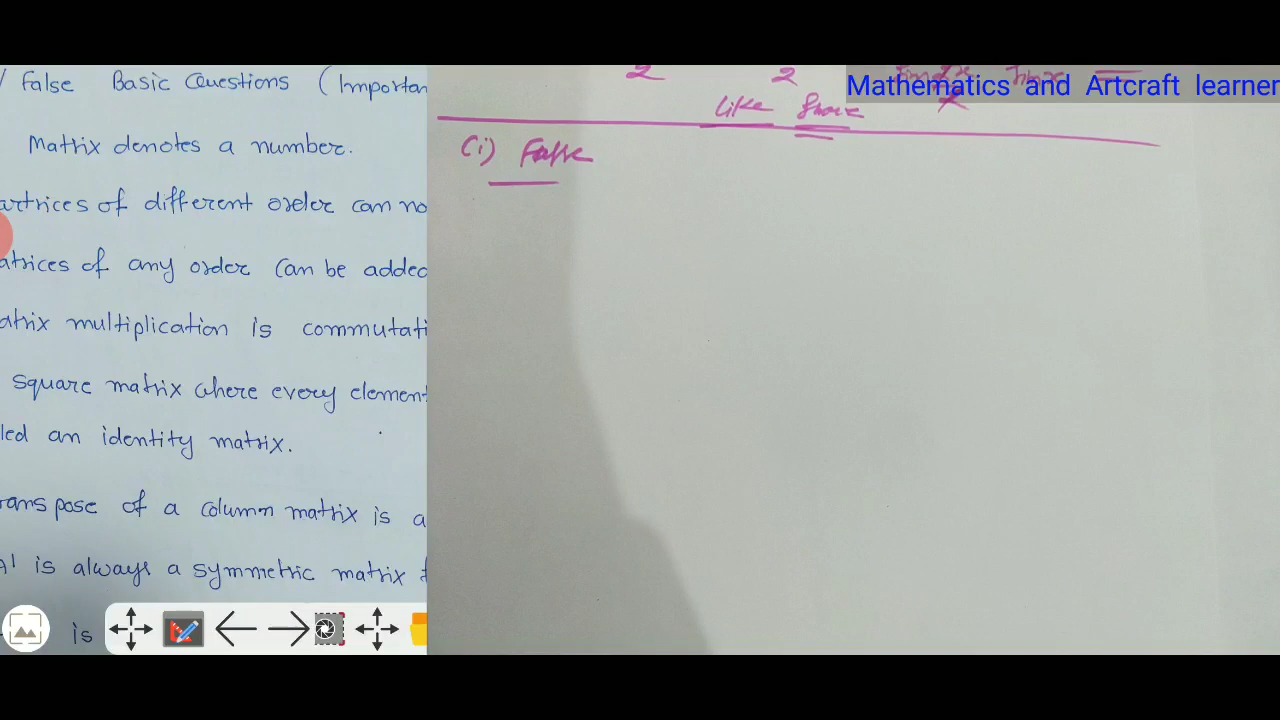 / False Basic Questions (Importan
Matrix denotes a number.
artrices of different order can no
atrices of any order can be added
atrix multiplication is commutati
square matrix where every element
led an identity matrix.
ranspose of a column matrix is a
A' is always a symmetric matrix
is
2 2
Mathematics and Artcraft learner
Like Share
(i) False